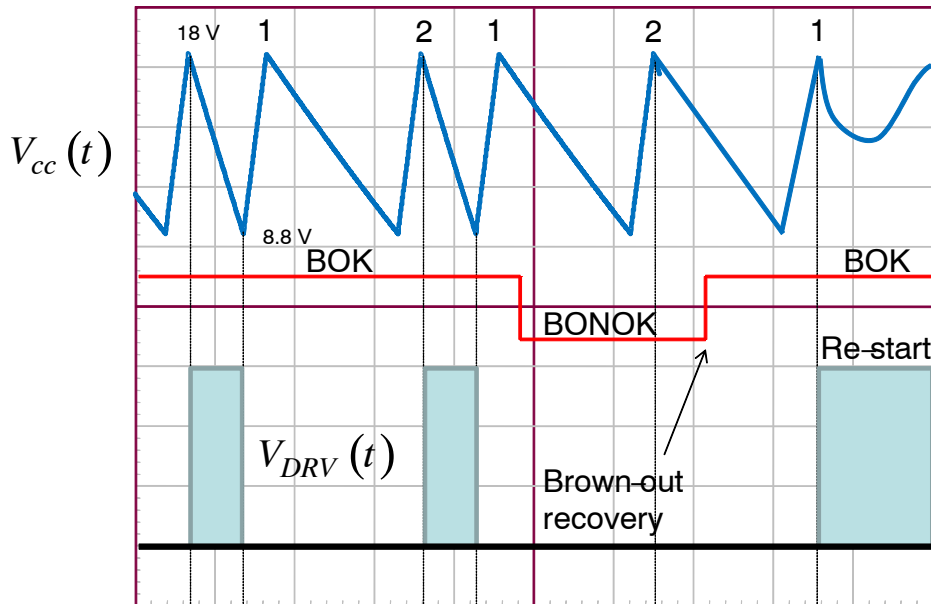 18 V 1 2 1 2 1
V_cc (t)
8.8 V
BOK BOK
BONOK
Re-start
V_DRV (t)
Brown-out
recovery